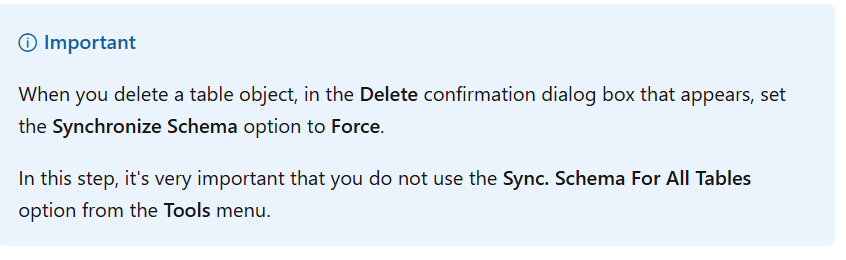 Important
When you delete a table object, in the Delete confirmation dialog box that appears, set
the Synchronize Schema option to Force.
In this step, it's very important that you do not use the Sync. Schema For All Tables
option from the Tools menu.